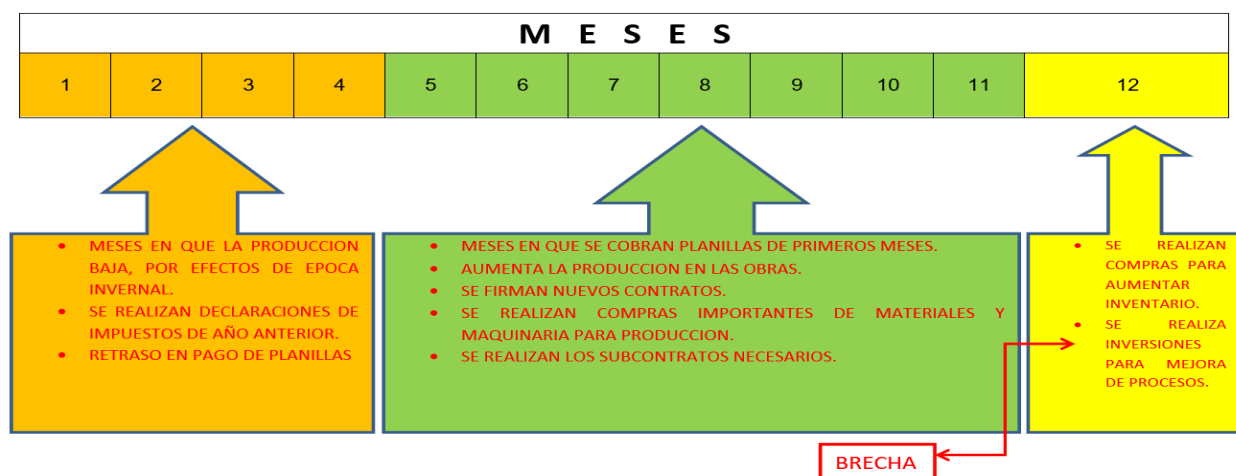 M E S E S
1 2 3 4 5 6 7 8 9 10 11 12
• MESES EN QUE LA PRODUCCION
BAJA, POR EFECTOS DE EPOCA
INVERNAL.
• SE REALIZAN DECLARACIONES DE
IMPUESTOS DE AÑO ANTERIOR.
• RETRASO EN PAGO DE PLANILLAS
• MESES EN QUE SE COBRAN PLANILLAS DE PRIMEROS MESES.
• AUMENTA LA PRODUCCION EN LAS OBRAS.
• SE FIRMAN NUEVOS CONTRATOS.
• SE REALIZAN COMPRAS IMPORTANTES DE MATERIALES Y
MAQUINARIA PARA PRODUCCION.
• SE REALIZAN LOS SUBCONTRATOS NECESARIOS.
• SE REALIZAN
COMPRAS PARA
AUMENTAR
INVENTARIO.
• SE REALIZA
INVERSIONES
PARA MEJORA
DE PROCESOS.
BRECHA